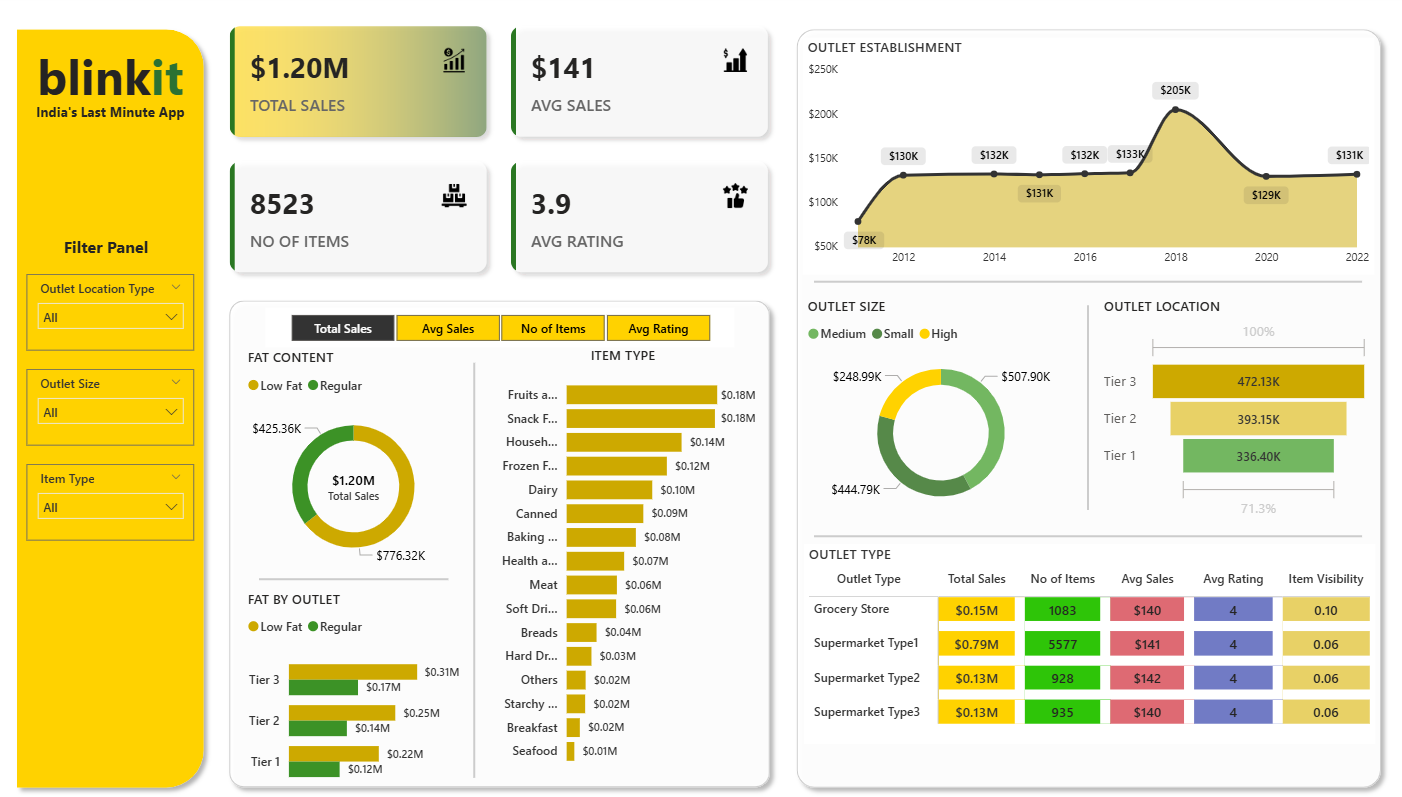 blinkit
India's Last Minute App
Filter Panel
Outlet Location Type
All
Outlet Size
All
Item Type
All
$1.20M
TOTAL SALES
$141
AVG SALES
8523
NO OF ITEMS
3.9
AVG RATING
Total Sales Avg Sales No of Items Avg Rating
FAT CONTENT
Low Fat Regular
$425.36K
$1.20M
Total Sales
$776.32K
FAT BY OUTLET
Low Fat Regular
Tier 3 $0.31M
$0.17M
Tier 2 $0.25M
$0.14M
Tier 1 $0.22M
$0.12M
ITEM TYPE
Fruits a... $0.18M
Snack F... $0.18M
Househ... $0.14M
Frozen F... $0.12M
Dairy $0.10M
Canned $0.09M
Baking ... $0.08M
Health a... $0.07M
Meat $0.06M
Soft Dri... $0.06M
Breads $0.04M
Hard Dr... $0.03M
Others $0.02M
Starchy ... $0.02M
Breakfast $0.02M
Seafood $0.01M
OUTLET ESTABLISHMENT
$250K
$200K
$150K
$100K
$50K
$78K
$130K
$132K
$131K
$132K
$133K
$205K
$129K
$131K
2012 2014 2016 2018 2020 2022
OUTLET SIZE
Medium Small High
$248.99K
$507.90K
$444.79K
OUTLET LOCATION
100%
Tier 3 472.13K
Tier 2 393.15K
Tier 1 336.40K
71.3%
OUTLET TYPE
Outlet Type Total Sales No of Items Avg Sales Avg Rating Item Visibility
Grocery Store $0.15M 1083 $140 4 0.10
Supermarket Type1 $0.79M 5577 $141 4 0.06
Supermarket Type2 $0.13M 928 $142 4 0.06
Supermarket Type3 $0.13M 935 $140 4 0.06